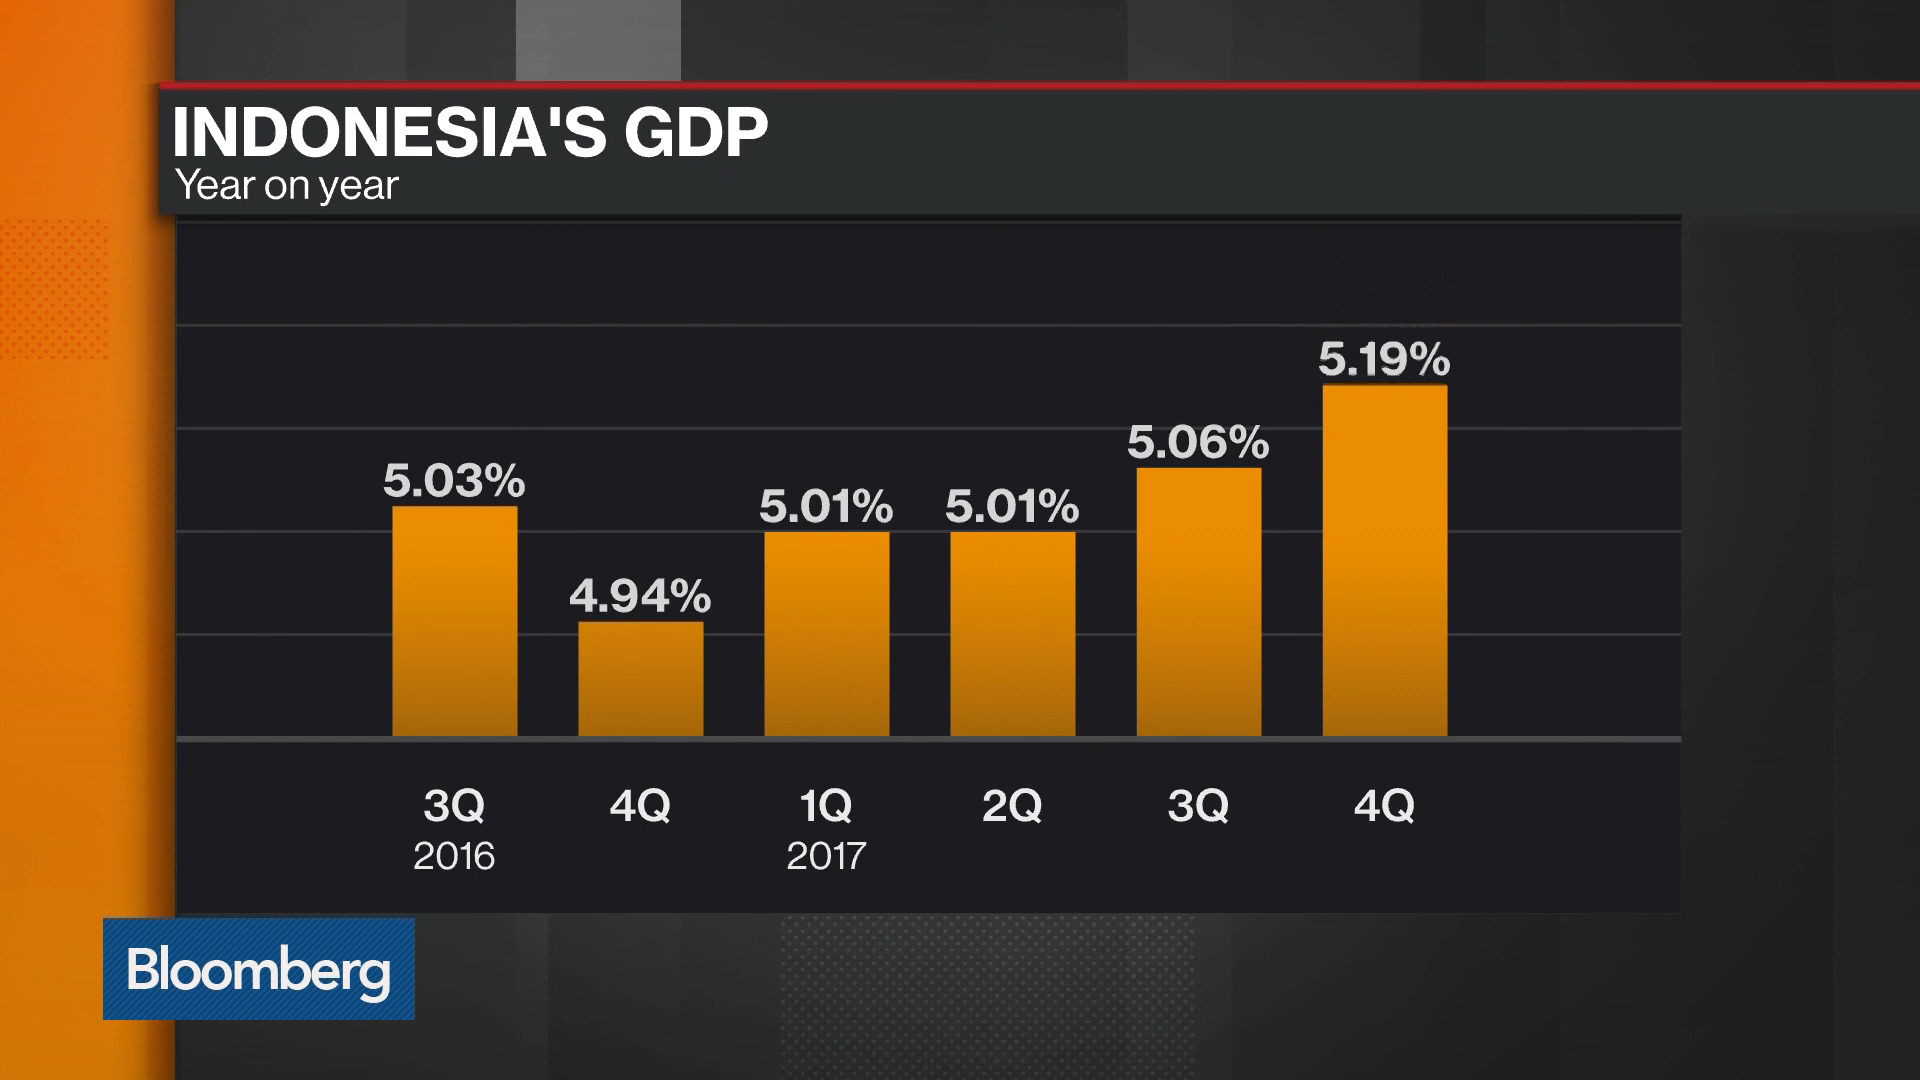 INDONESIA'S GDP
Year on year
5.03%
4.94%
5.01%
5.01%
5.06%
5.19%
3Q
4Q
1Q
2Q
3Q
4Q
2016
2017
Bloomberg